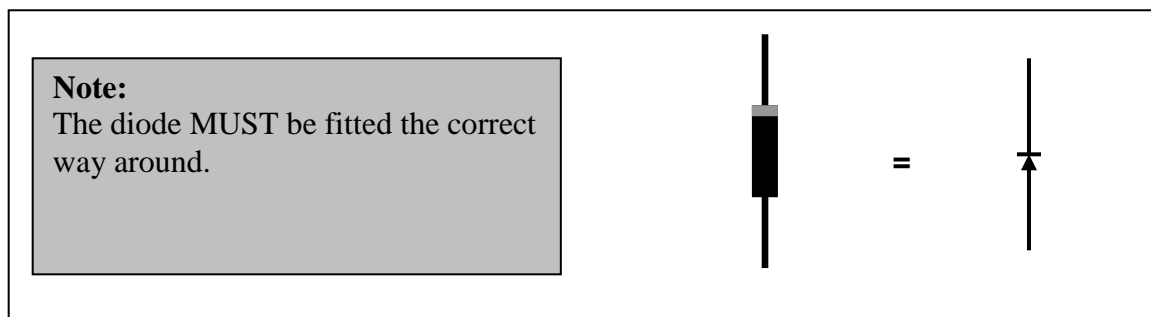 Note:
The diode MUST be fitted the correct
way around.
=